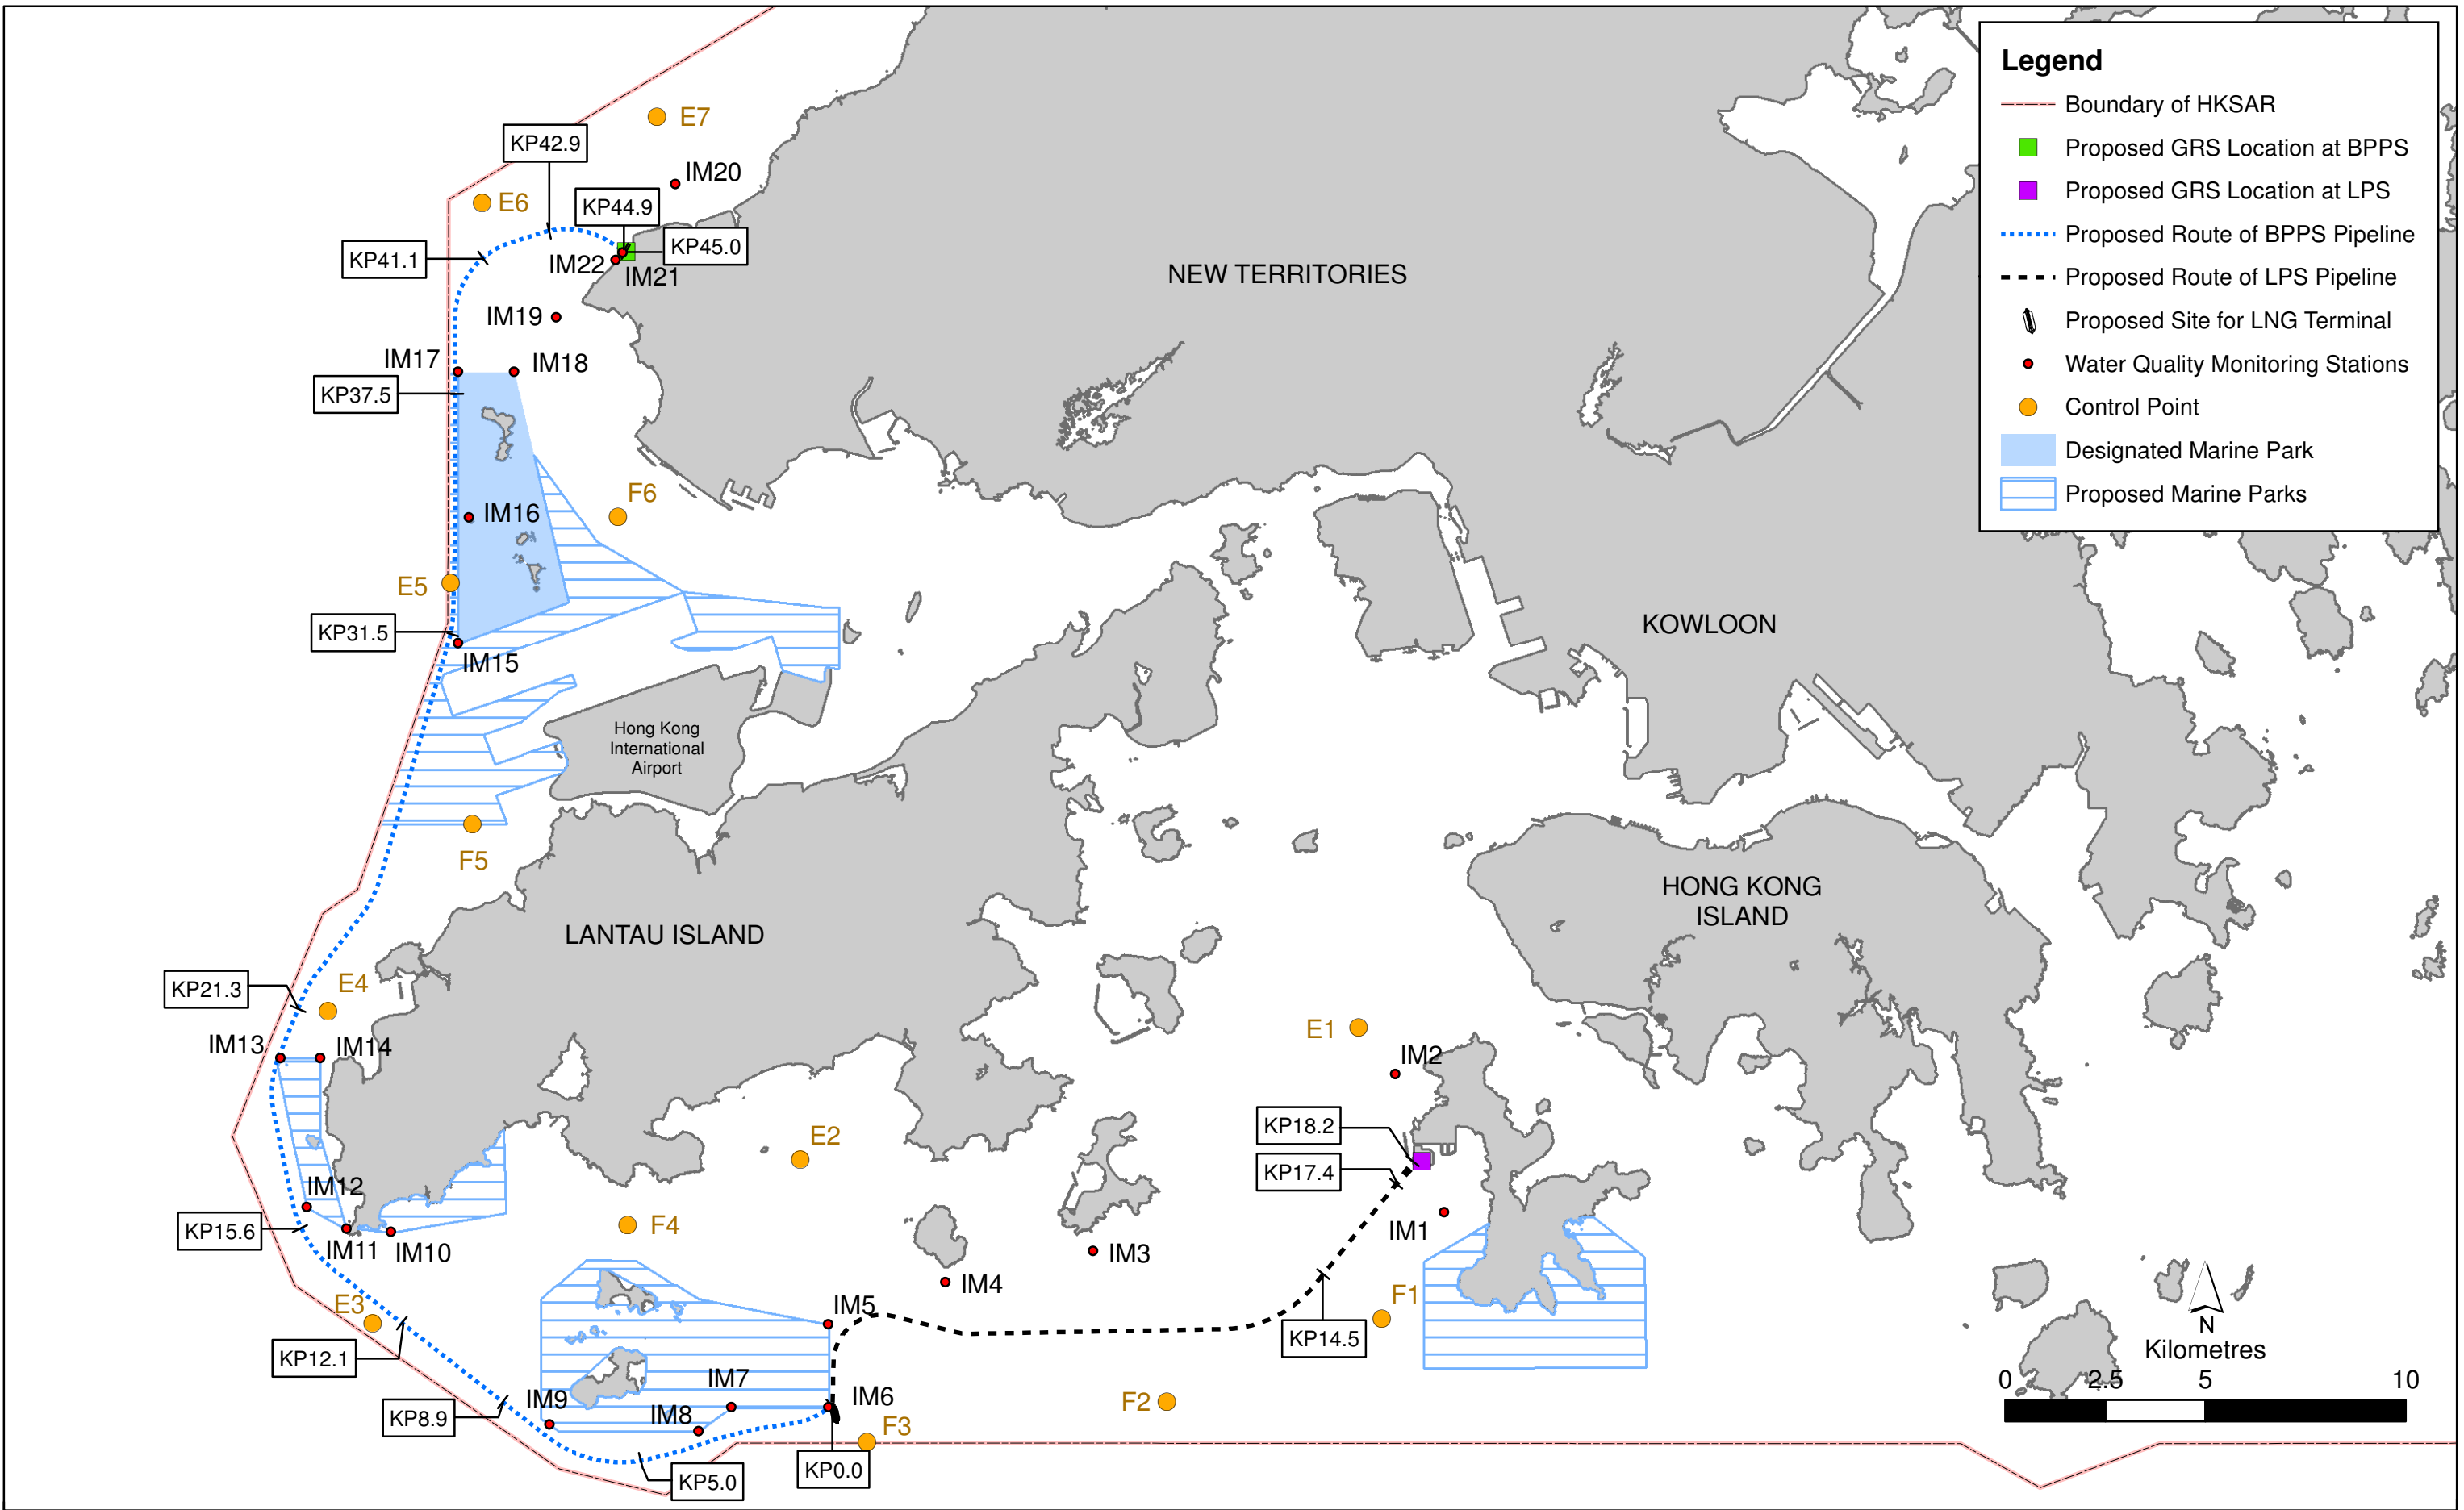 Legend
Boundary of HKSAR
Proposed GRS Location at BPPS
Proposed GRS Location at LPS
Proposed Route of BPPS Pipeline
Proposed Route of LPS Pipeline
Proposed Site for LNG Terminal
Water Quality Monitoring Stations
Control Point
Designated Marine Park
Proposed Marine Parks
E7
KP42.9
IM20
E6
KP44.9
KP45.0
KP41.1
IM22
IM21
NEW TERRITORIES
IM19
IM17
IM18
KP37.5
F6
IM16
E5
KP31.5
IM15
KOWLOON
Hong Kong
International
Airport
F5
HONG KONG
ISLAND
LANTAU ISLAND
KP21.3
E4
E1
IM13
IM14
IM2
KP18.2
E2
KP17.4
IM12
KP15.6
IM11
IM10
F4
IM1
IM3
IM4
E3
IM5
F1
KP14.5
KP12.1
N
Kilometres
0
2.5
5
10
IM7
IM9
IM8
IM6
KP8.9
F2
F3
KP0.0
KP5.0